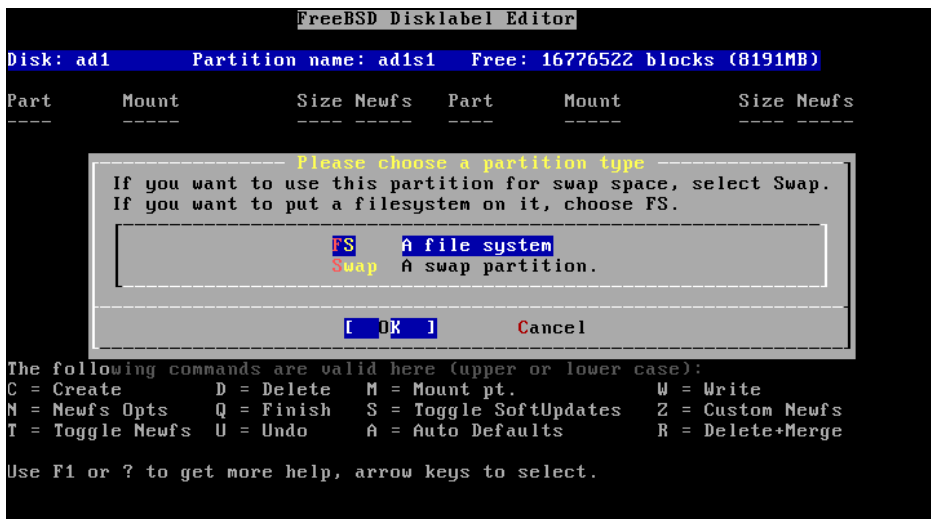 FreeBSD Disklabel Editor
Disk: ad1 Partition name: ad1s1 Free: 16776522 blocks (8191MB)
Part Mount Size Newfs Part Mount Size Newfs
---- ----- ---- ----- ---- ----- ---- -----
Please choose a partition type
If you want to use this partition for swap space, select Swap.
If you want to put a filesystem on it, choose FS.
FS A file system
Swap A swap partition.
[ OK ] Cancel
The following commands are valid here (upper or lower case):
C = Create D = Delete M = Mount pt. W = Write
N = Newfs Opts Q = Finish S = Toggle SoftUpdates Z = Custom Newfs
T = Toggle Newfs U = Undo A = Auto Defaults R = Delete+Merge
Use F1 or ? to get more help, arrow keys to select.